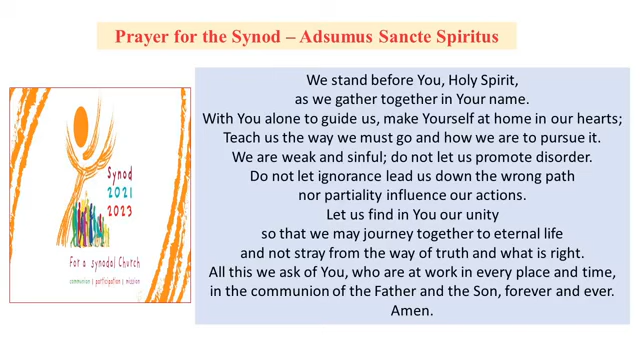 Prayer for the Synod – Adsumus Sancte Spiritus
Synod
2021
2023
For a synodal Church
communion | participation | mission
We stand before You, Holy Spirit,
as we gather together in Your name.
With You alone to guide us, make Yourself at home in our hearts;
Teach us the way we must go and how we are to pursue it.
We are weak and sinful; do not let us promote disorder.
Do not let ignorance lead us down the wrong path
nor partiality influence our actions.
Let us find in You our unity
so that we may journey together to eternal life
and not stray from the way of truth and what is right.
All this we ask of You, who are at work in every place and time,
in the communion of the Father and the Son, forever and ever.
Amen.